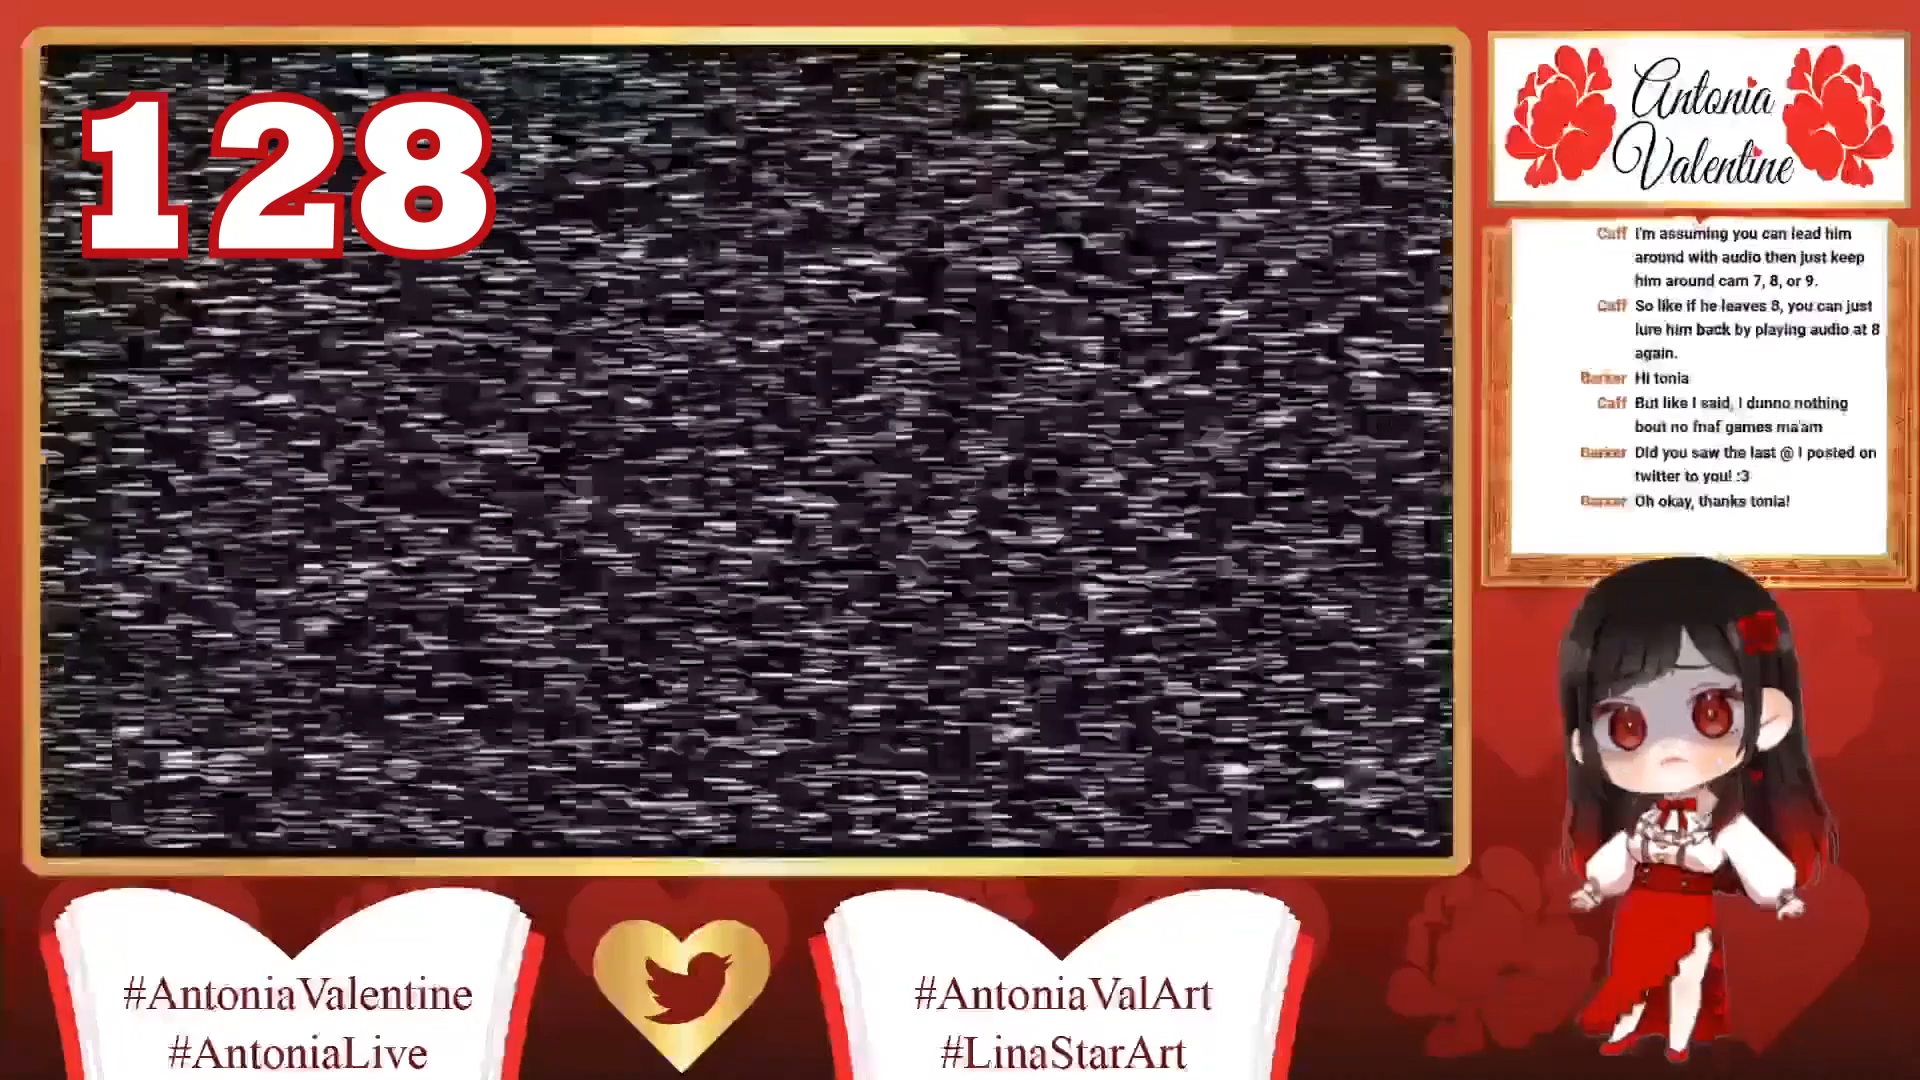 128
Antonia
Valentine
Caff I'm assuming you can lead him
around with audio then just keep
him around cam 7, 8, or 9.
Caff So like if he leaves 8, you can just
lure him back by playing audio at 8
again.
Barker Hi tonia
Caff But like I said, I dunno nothing
bout no fnaf games ma'am
Barker Did you saw the last @ I posted on
twitter to you! :3
Barker Oh okay, thanks tonia!
#AntoniaValentine
#AntoniaLive
#AntoniaValArt
#LinaStarArt